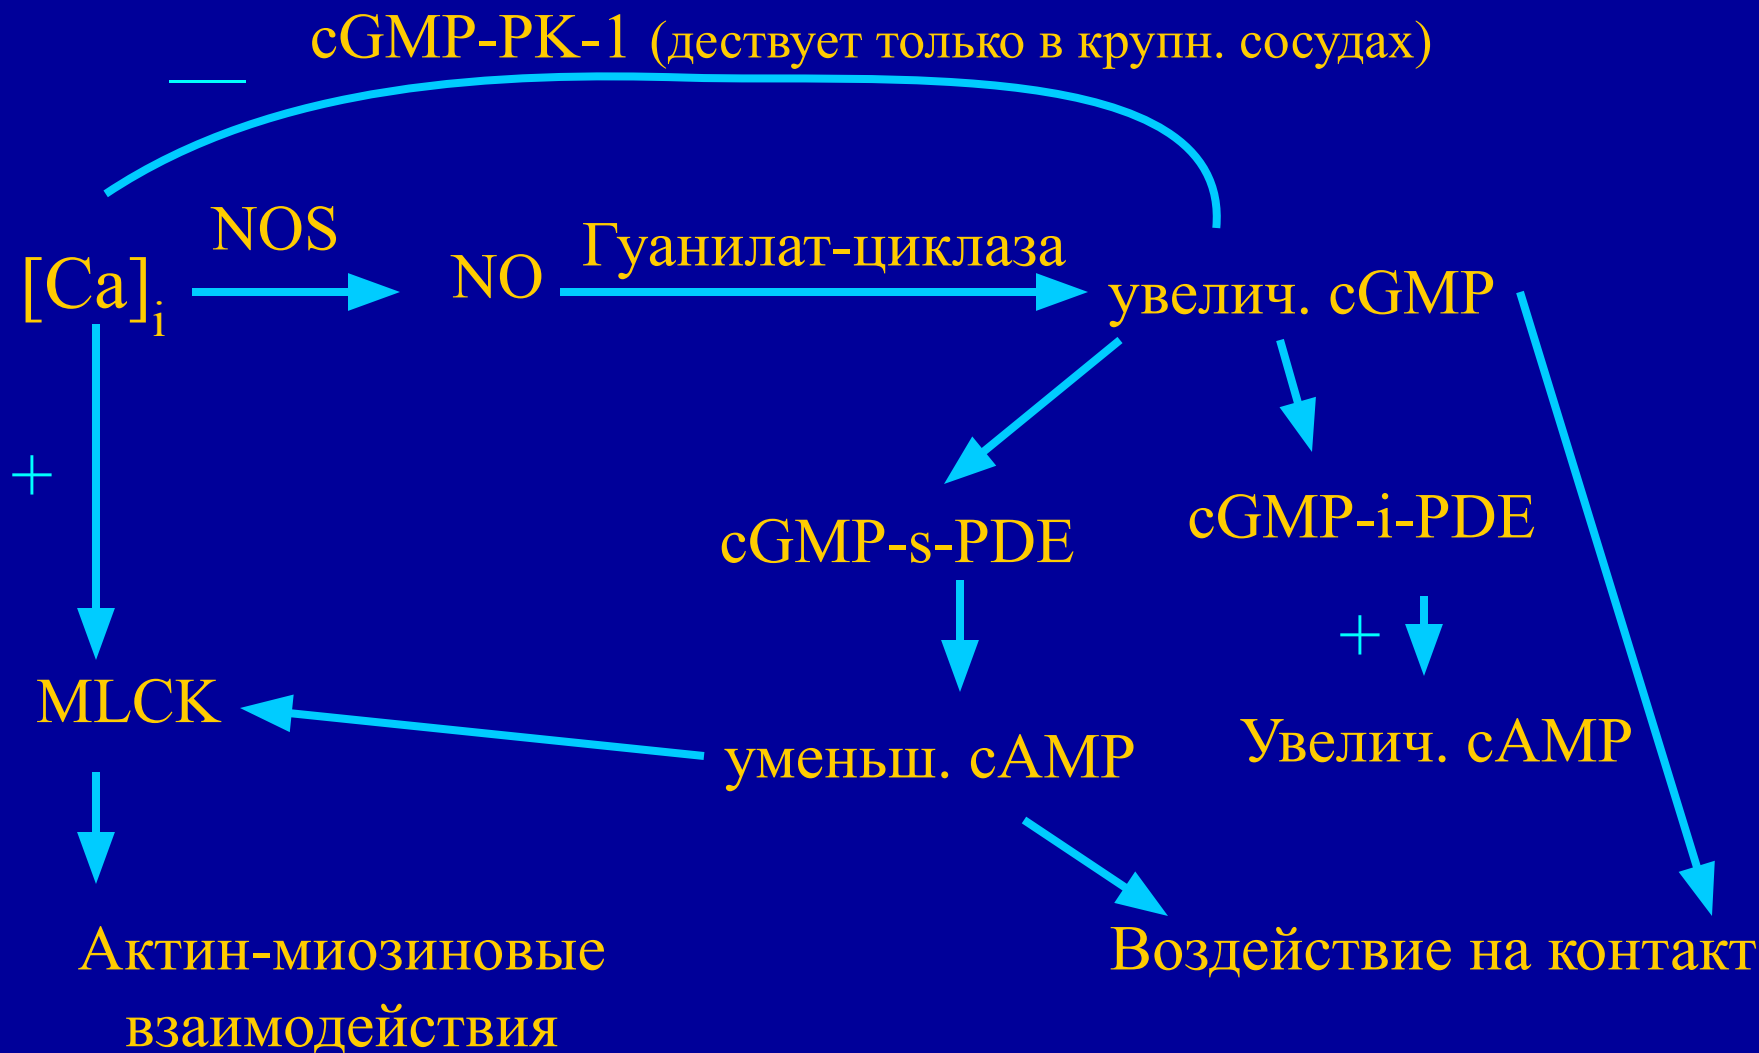 cGMP-PK-1 (дествует только в крупн. сосудах)
NOS
[Ca]i
NO
Гуанилат-циклаза
увелич. cGMP
+
cGMP-s-PDE
cGMP-i-PDE
+
MLCK
уменьш. cAMP
Увелич. cAMP
Актин-миозиновые
взаимодействия
Воздействие на контакт